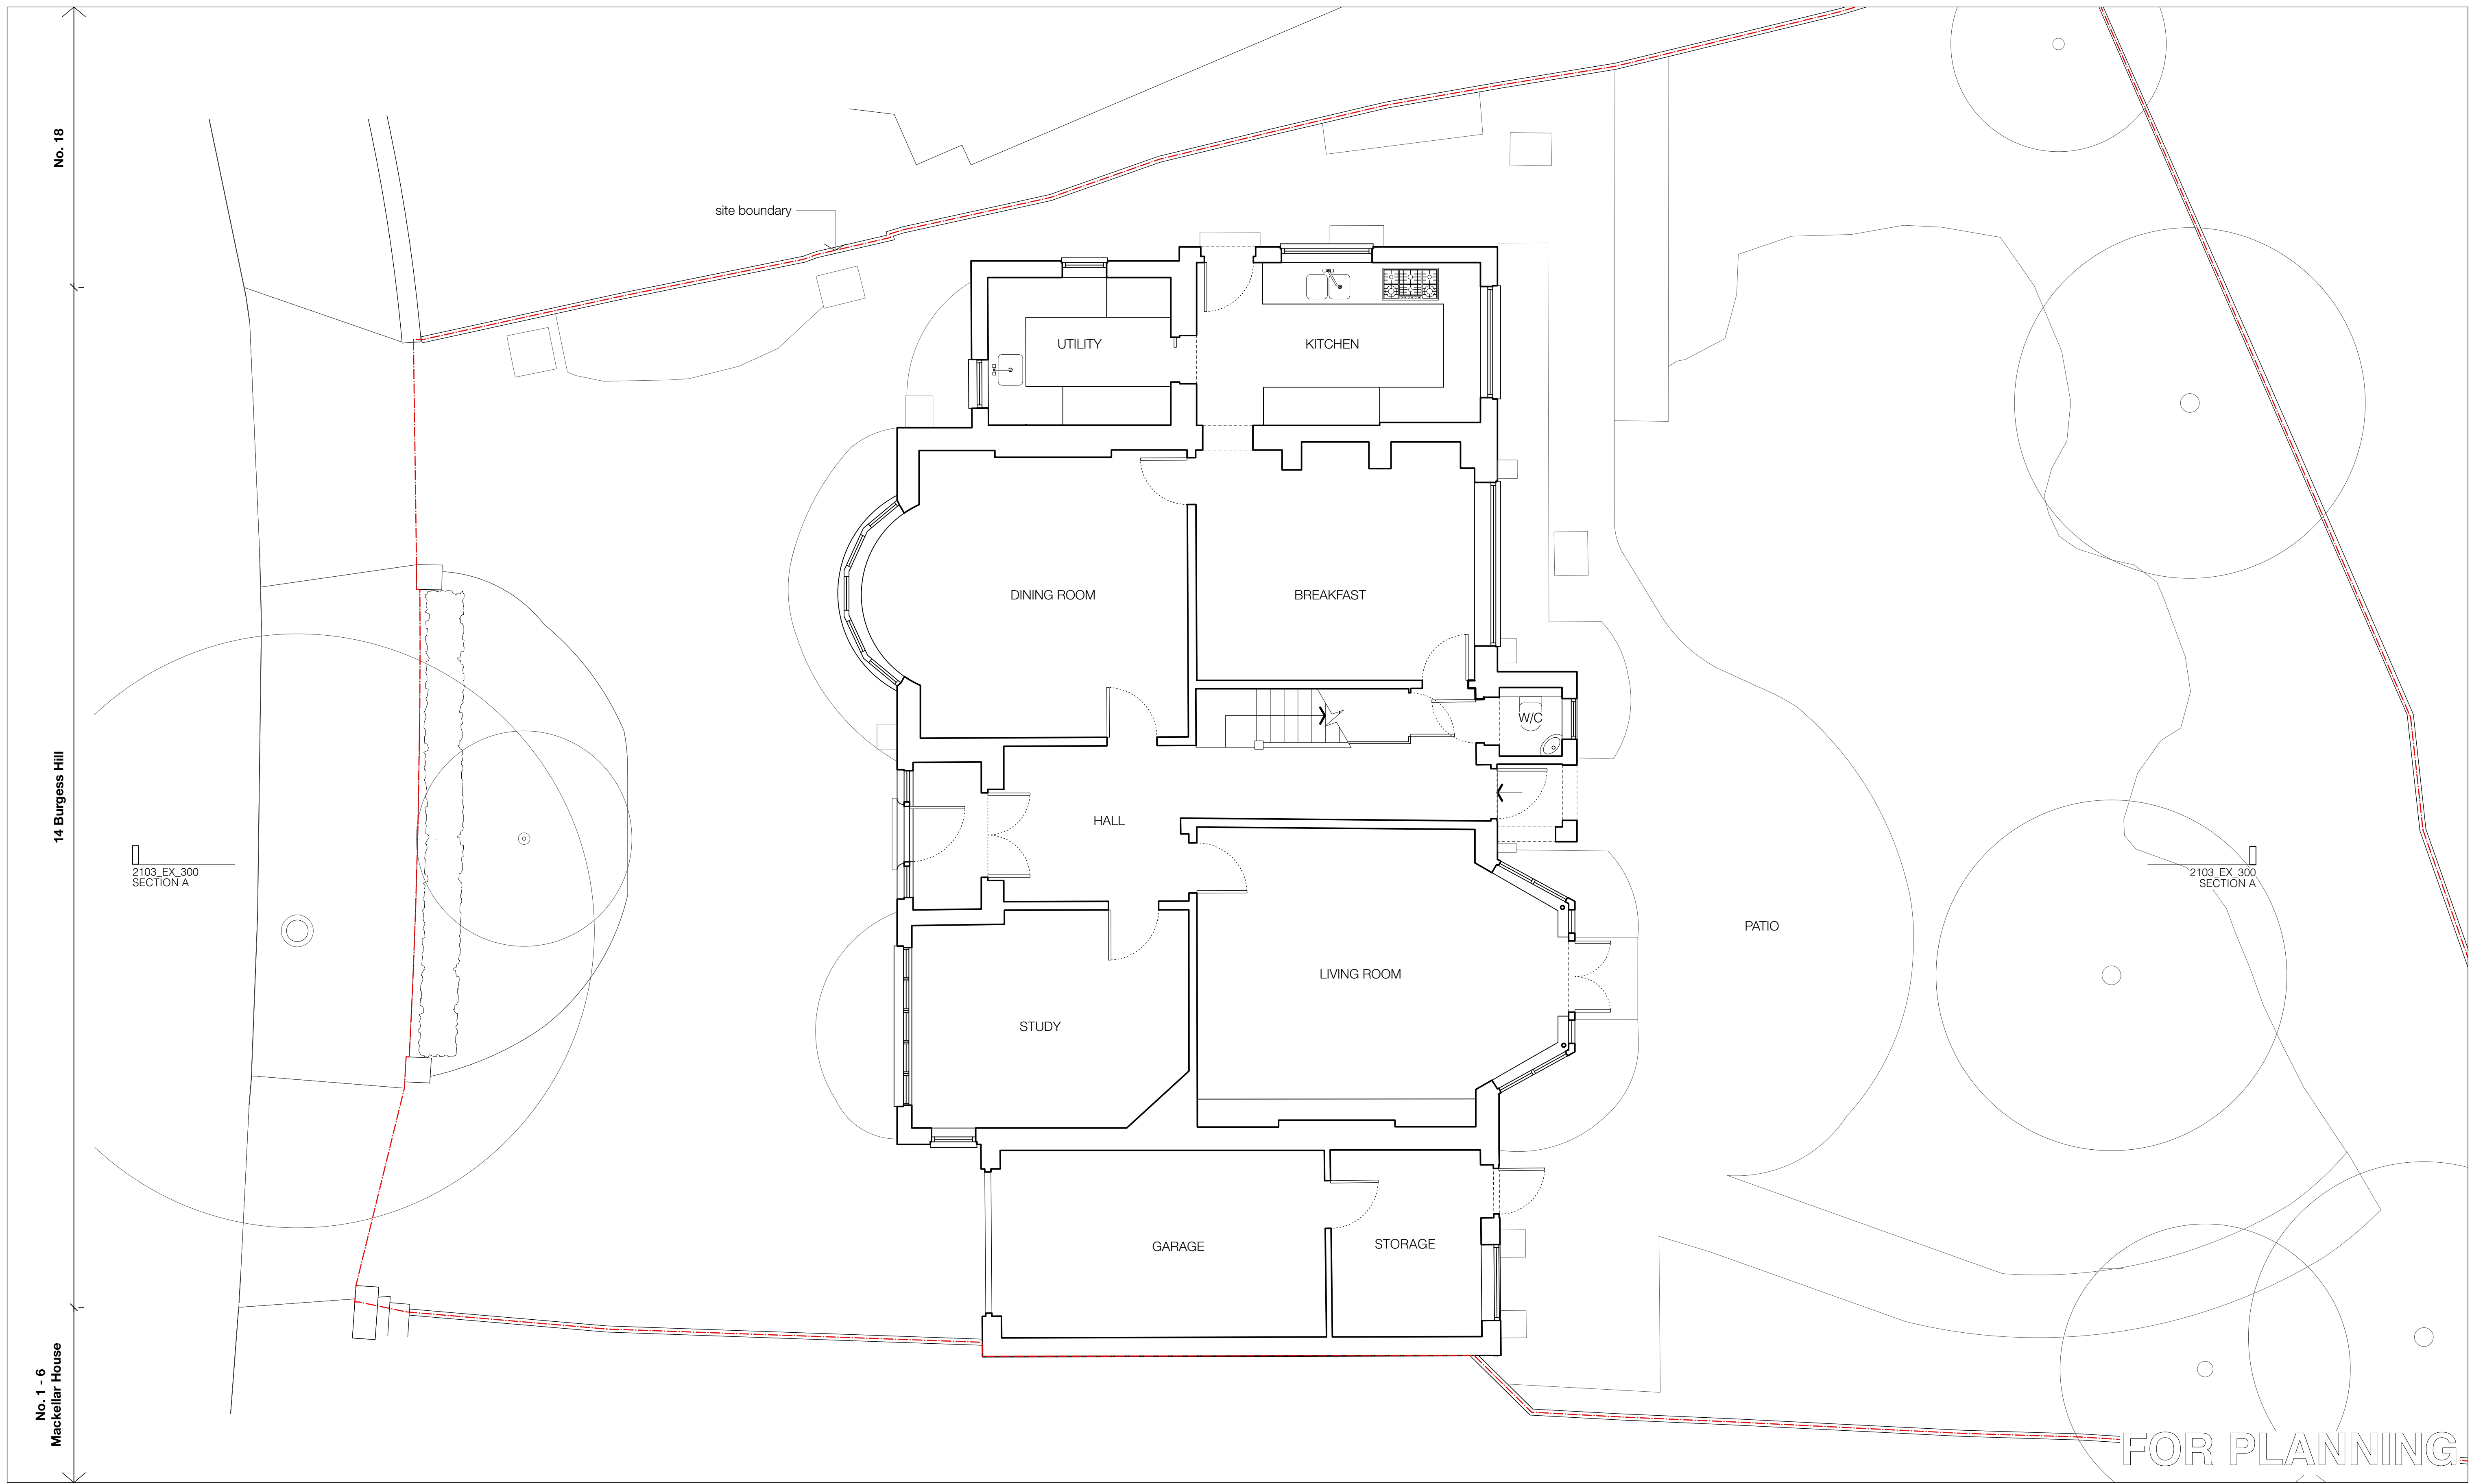 No. 18
site boundary
UTILITY
KITCHEN
DINING ROOM
BREAKFAST
W/C
14 Burgess Hill
HALL
2103_EX_300
SECTION A
2103_EX_300
SECTION A
PATIO
LIVING ROOM
STUDY
GARAGE
STORAGE
No. 1 - 6
Mackellar House
FOR PLANNING